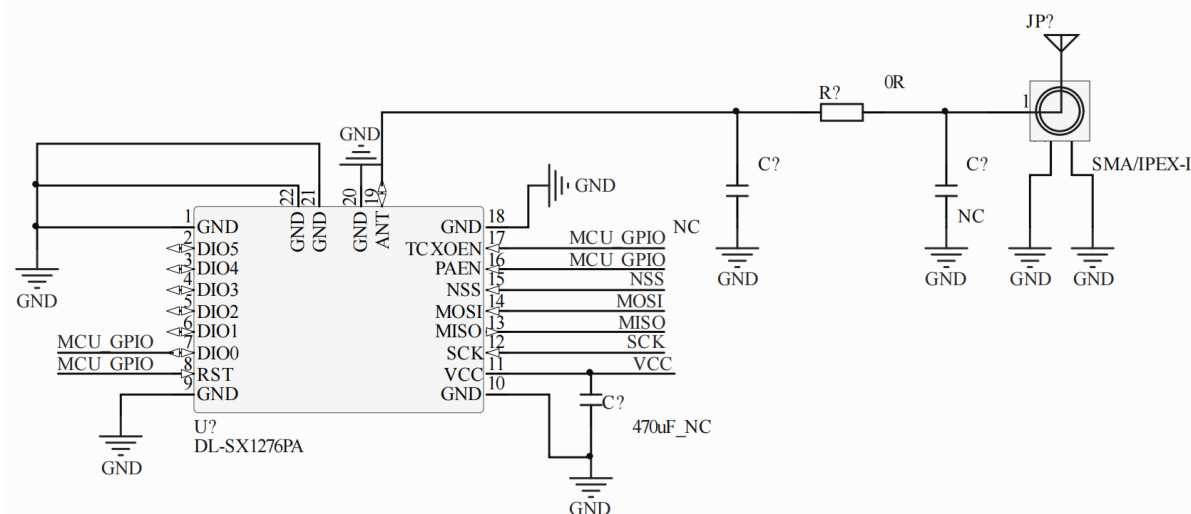 JP?
0R
R?
1
GND
C?
C?
SMA/IPEX-I
GND
NC
NC
22
21
20
19
1
GND
GND
GND
GND
ANT
GND
18
2
DIO5
TCXOEN
17
MCU_GPIO
3
DIO4
PAEN
16
MCU_GPIO
4
DIO3
NSS
15
NSS
5
DIO2
MOSI
14
MOSI
6
DIO1
MISO
13
MISO
MCU_GPIO
7
DIO0
SCK
12
SCK
MCU_GPIO
8
RST
VCC
11
VCC
9
GND
GND
10
GND
GND
GND
GND
GND
C?
470uF_NC
U?
DL-SX1276PA
GND
GND